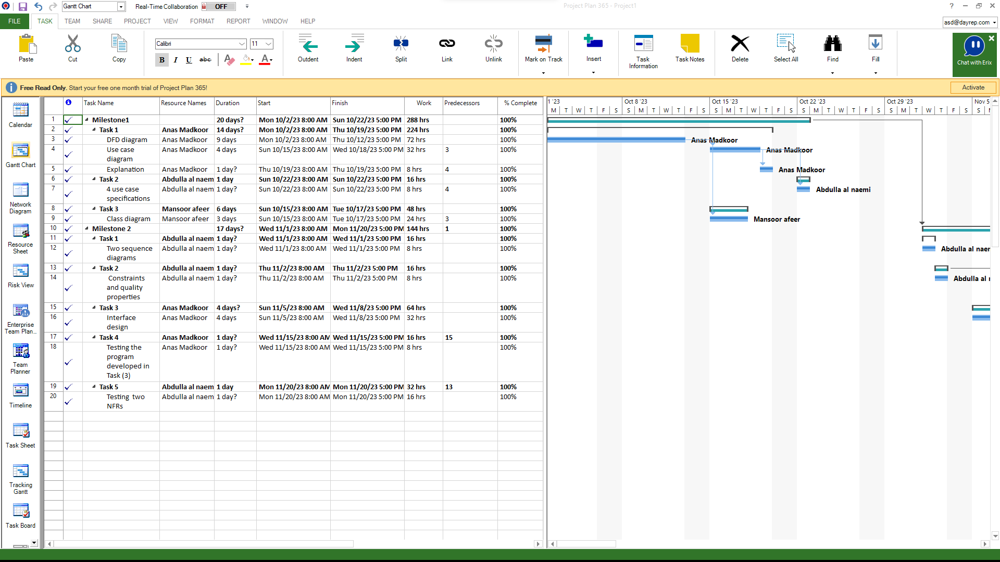 Gantt Chart
Real-Time Collaboration
OFF
Project Plan 365 - Project1
FILE TASK TEAM SHARE PROJECT VIEW FORMAT REPORT WINDOW HELP
asd@dayrep.com
Calibri 11
B I U abc A A
Paste Cut Copy Outdent Indent Split Link Unlink Mark on Track Insert Task Information Task Notes Delete Select All Find Fill
Chat with Erix
Free Read Only. Start your free one month trial of Project Plan 365!
Activate
Calendar
Gantt Chart
Network
Diagram
Resource
Sheet
Risk View
Enterprise
Team Plan...
Team
Planner
Timeline
Task Sheet
Tracking
Gantt
Task Board
Task Name Resource Names Duration Start Finish Work Predecessors % Complete
1 Milestone1 20 days? Mon 10/2/23 8:00 AM Sun 10/22/23 5:00 PM 288 hrs 100%
2 Task 1 Anas Madkoor 14 days? Mon 10/2/23 8:00 AM Thu 10/19/23 5:00 PM 224 hrs 100%
3 DFD diagram Anas Madkoor 9 days Mon 10/2/23 8:00 AM Thu 10/12/23 5:00 PM 72 hrs 100%
4 Use case Anas Madkoor 4 days Sun 10/15/23 8:00 AM Wed 10/18/23 5:00 PM 32 hrs 3 100%
diagram
5 Explanation Anas Madkoor 1 day? Thu 10/19/23 8:00 AM Thu 10/19/23 5:00 PM 8 hrs 4 100%
6 Task 2 Abdulla al naem 1 day Sun 10/22/23 8:00 AM Sun 10/22/23 5:00 PM 16 hrs 100%
7 4 use case Abdulla al naem 1 day? Sun 10/22/23 8:00 AM Sun 10/22/23 5:00 PM 8 hrs 4 100%
specifications
8 Task 3 Mansoor afeer 6 days Sun 10/15/23 8:00 AM Tue 10/17/23 5:00 PM 48 hrs 100%
9 Class diagram Mansoor afeer 3 days Sun 10/15/23 8:00 AM Tue 10/17/23 5:00 PM 24 hrs 3 100%
10 Milestone 2 17 days? Wed 11/1/23 8:00 AM Mon 11/20/23 5:00 PM 144 hrs 1 100%
11 Task 1 Abdulla al naem 1 day? Wed 11/1/23 8:00 AM Wed 11/1/23 5:00 PM 16 hrs 100%
12 Two sequence Abdulla al naem 1 day? Wed 11/1/23 8:00 AM Wed 11/1/23 5:00 PM 8 hrs 100%
diagrams
13 Task 2 Abdulla al naem 1 day? Thu 11/2/23 8:00 AM Thu 11/2/23 5:00 PM 16 hrs 100%
14 Constraints Abdulla al naem 1 day? Thu 11/2/23 8:00 AM Thu 11/2/23 5:00 PM 8 hrs 100%
and quality
properties
15 Task 3 Anas Madkoor 4 days? Sun 11/5/23 8:00 AM Wed 11/8/23 5:00 PM 64 hrs 100%
16 Interface Anas Madkoor 4 days Sun 11/5/23 8:00 AM Wed 11/8/23 5:00 PM 32 hrs 100%
design
17 Task 4 Anas Madkoor 1 day? Wed 11/15/23 8:00 AM Wed 11/15/23 5:00 PM 16 hrs 15 100%
18 Testing the Anas Madkoor 1 day? Wed 11/15/23 8:00 AM Wed 11/15/23 5:00 PM 8 hrs 100%
program
developed in
Task (3)
19 Task 5 Abdulla al naem 1 day Mon 11/20/23 8:00 AM Mon 11/20/23 5:00 PM 32 hrs 13 100%
20 Testing two Abdulla al naem 1 day? Mon 11/20/23 8:00 AM Mon 11/20/23 5:00 PM 16 hrs 100%
NFRs
1 '23 Oct 8 '23 Oct 15 '23 Oct 22 '23 Oct 29 '23 Nov 5
M T W T F S S M T W T F S S M T W T F S S M T W T F S S M T W T F S S M
Anas Madkoor
Anas Madkoor
Anas Madkoor
Abdulla al naemi
Mansoor afeer
Abdulla al naer
Abdulla al r